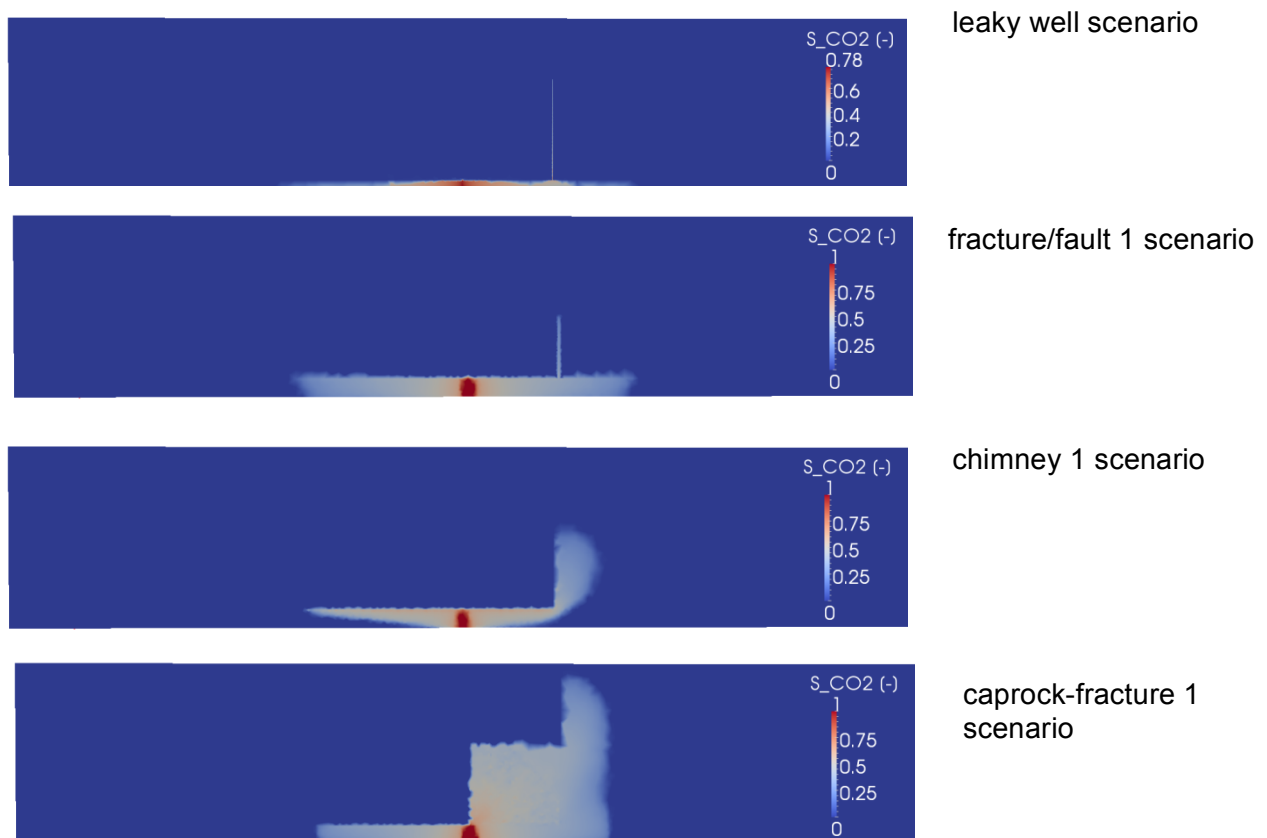 leaky well scenario
S_CO2 (-)
0.78
0.6
0.4
0.2
0
fracture/fault 1 scenario
S_CO2 (-)
1
0.75
0.5
0.25
0
chimney 1 scenario
S_CO2 (-)
1
0.75
0.5
0.25
0
caprock-fracture 1
scenario
S_CO2 (-)
1
0.75
0.5
0.25
0